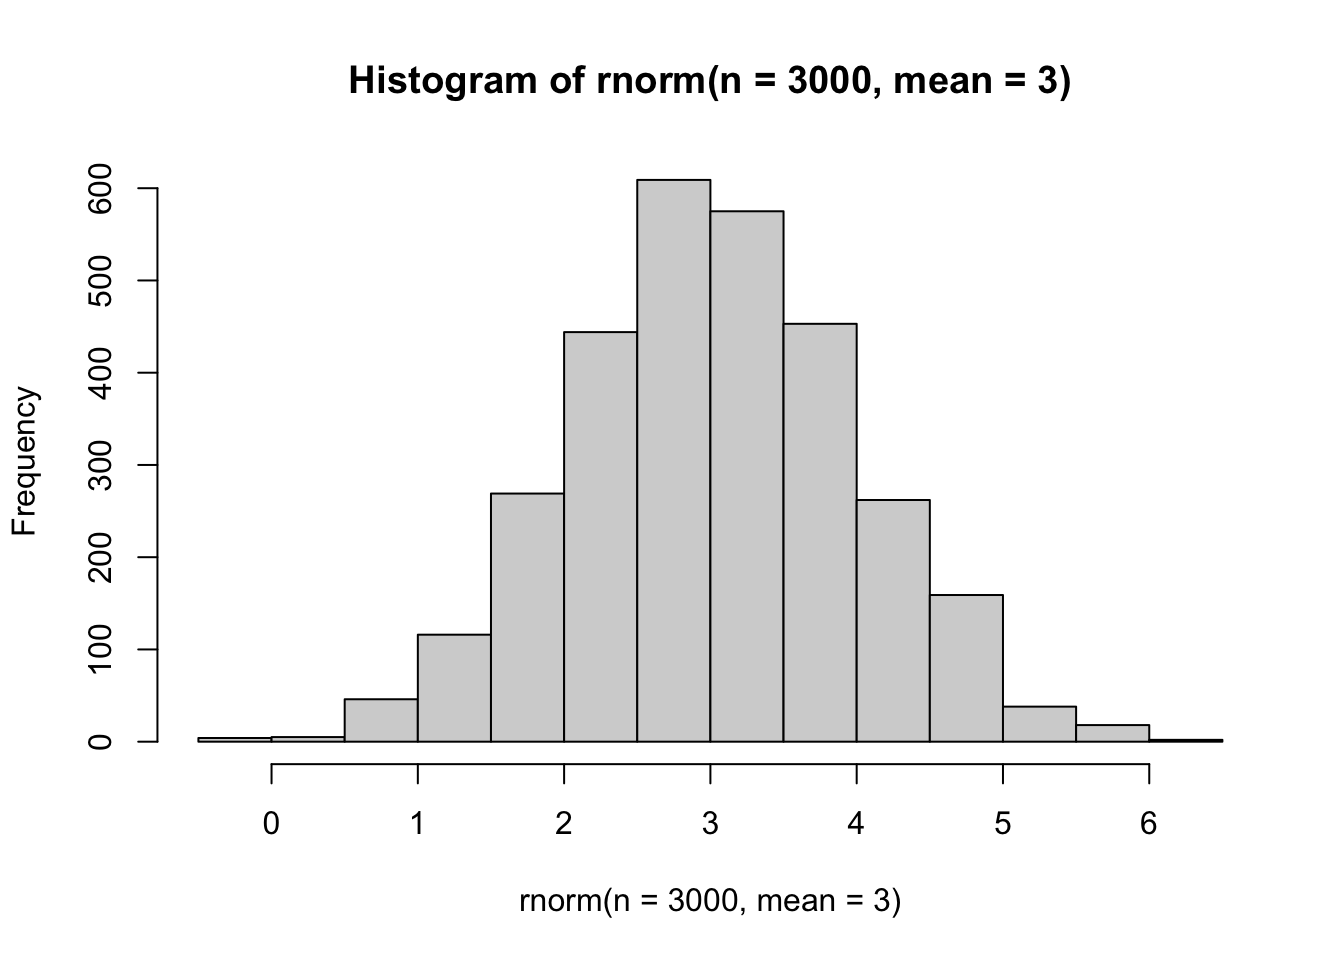 Histogram of rnorm(n = 3000, mean = 3)
Frequency
600
500
400
300
200
100
0
0 1 2 3 4 5 6
rnorm(n = 3000, mean = 3)